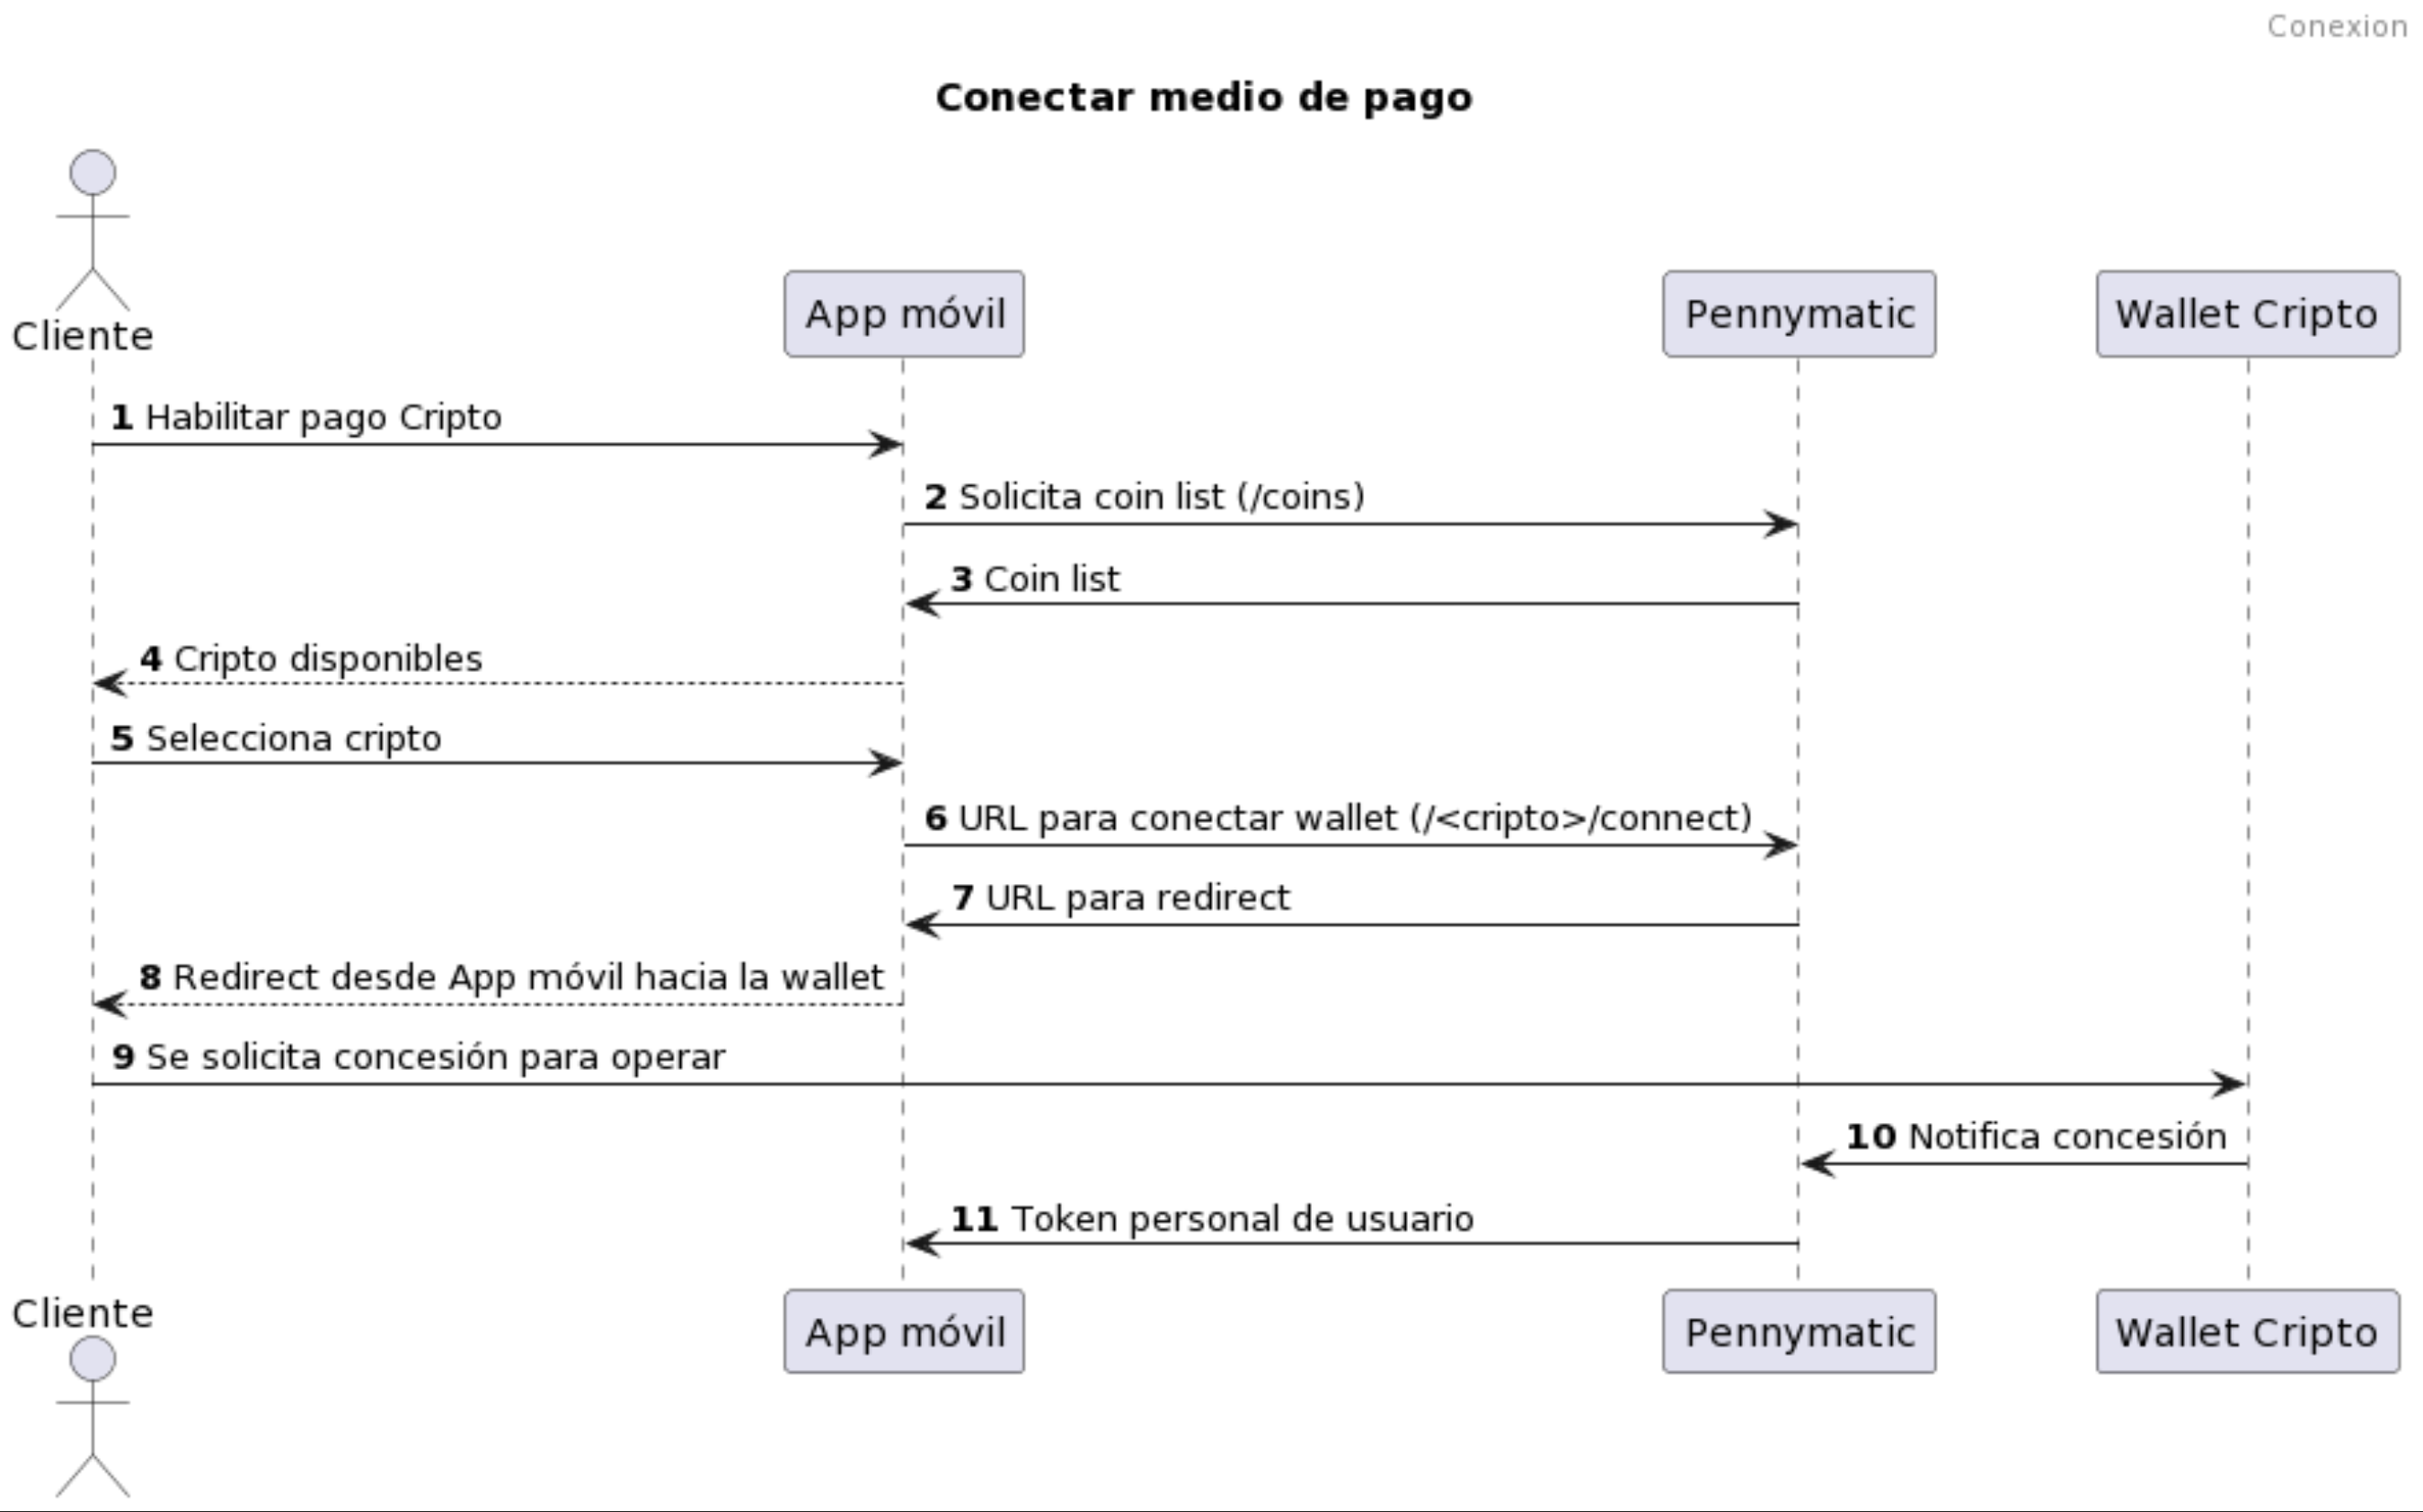 Conexion
Conectar medio de pago
Cliente
App móvil
Pennymatic
Wallet Cripto
1 Habilitar pago Cripto
2 Solicita coin list (/coins)
3 Coin list
4 Cripto disponibles
5 Selecciona cripto
6 URL para conectar wallet (/<cripto>/connect)
7 URL para redirect
8 Redirect desde App móvil hacia la wallet
9 Se solicita concesión para operar
10 Notifica concesión
11 Token personal de usuario
Cliente
App móvil
Pennymatic
Wallet Cripto